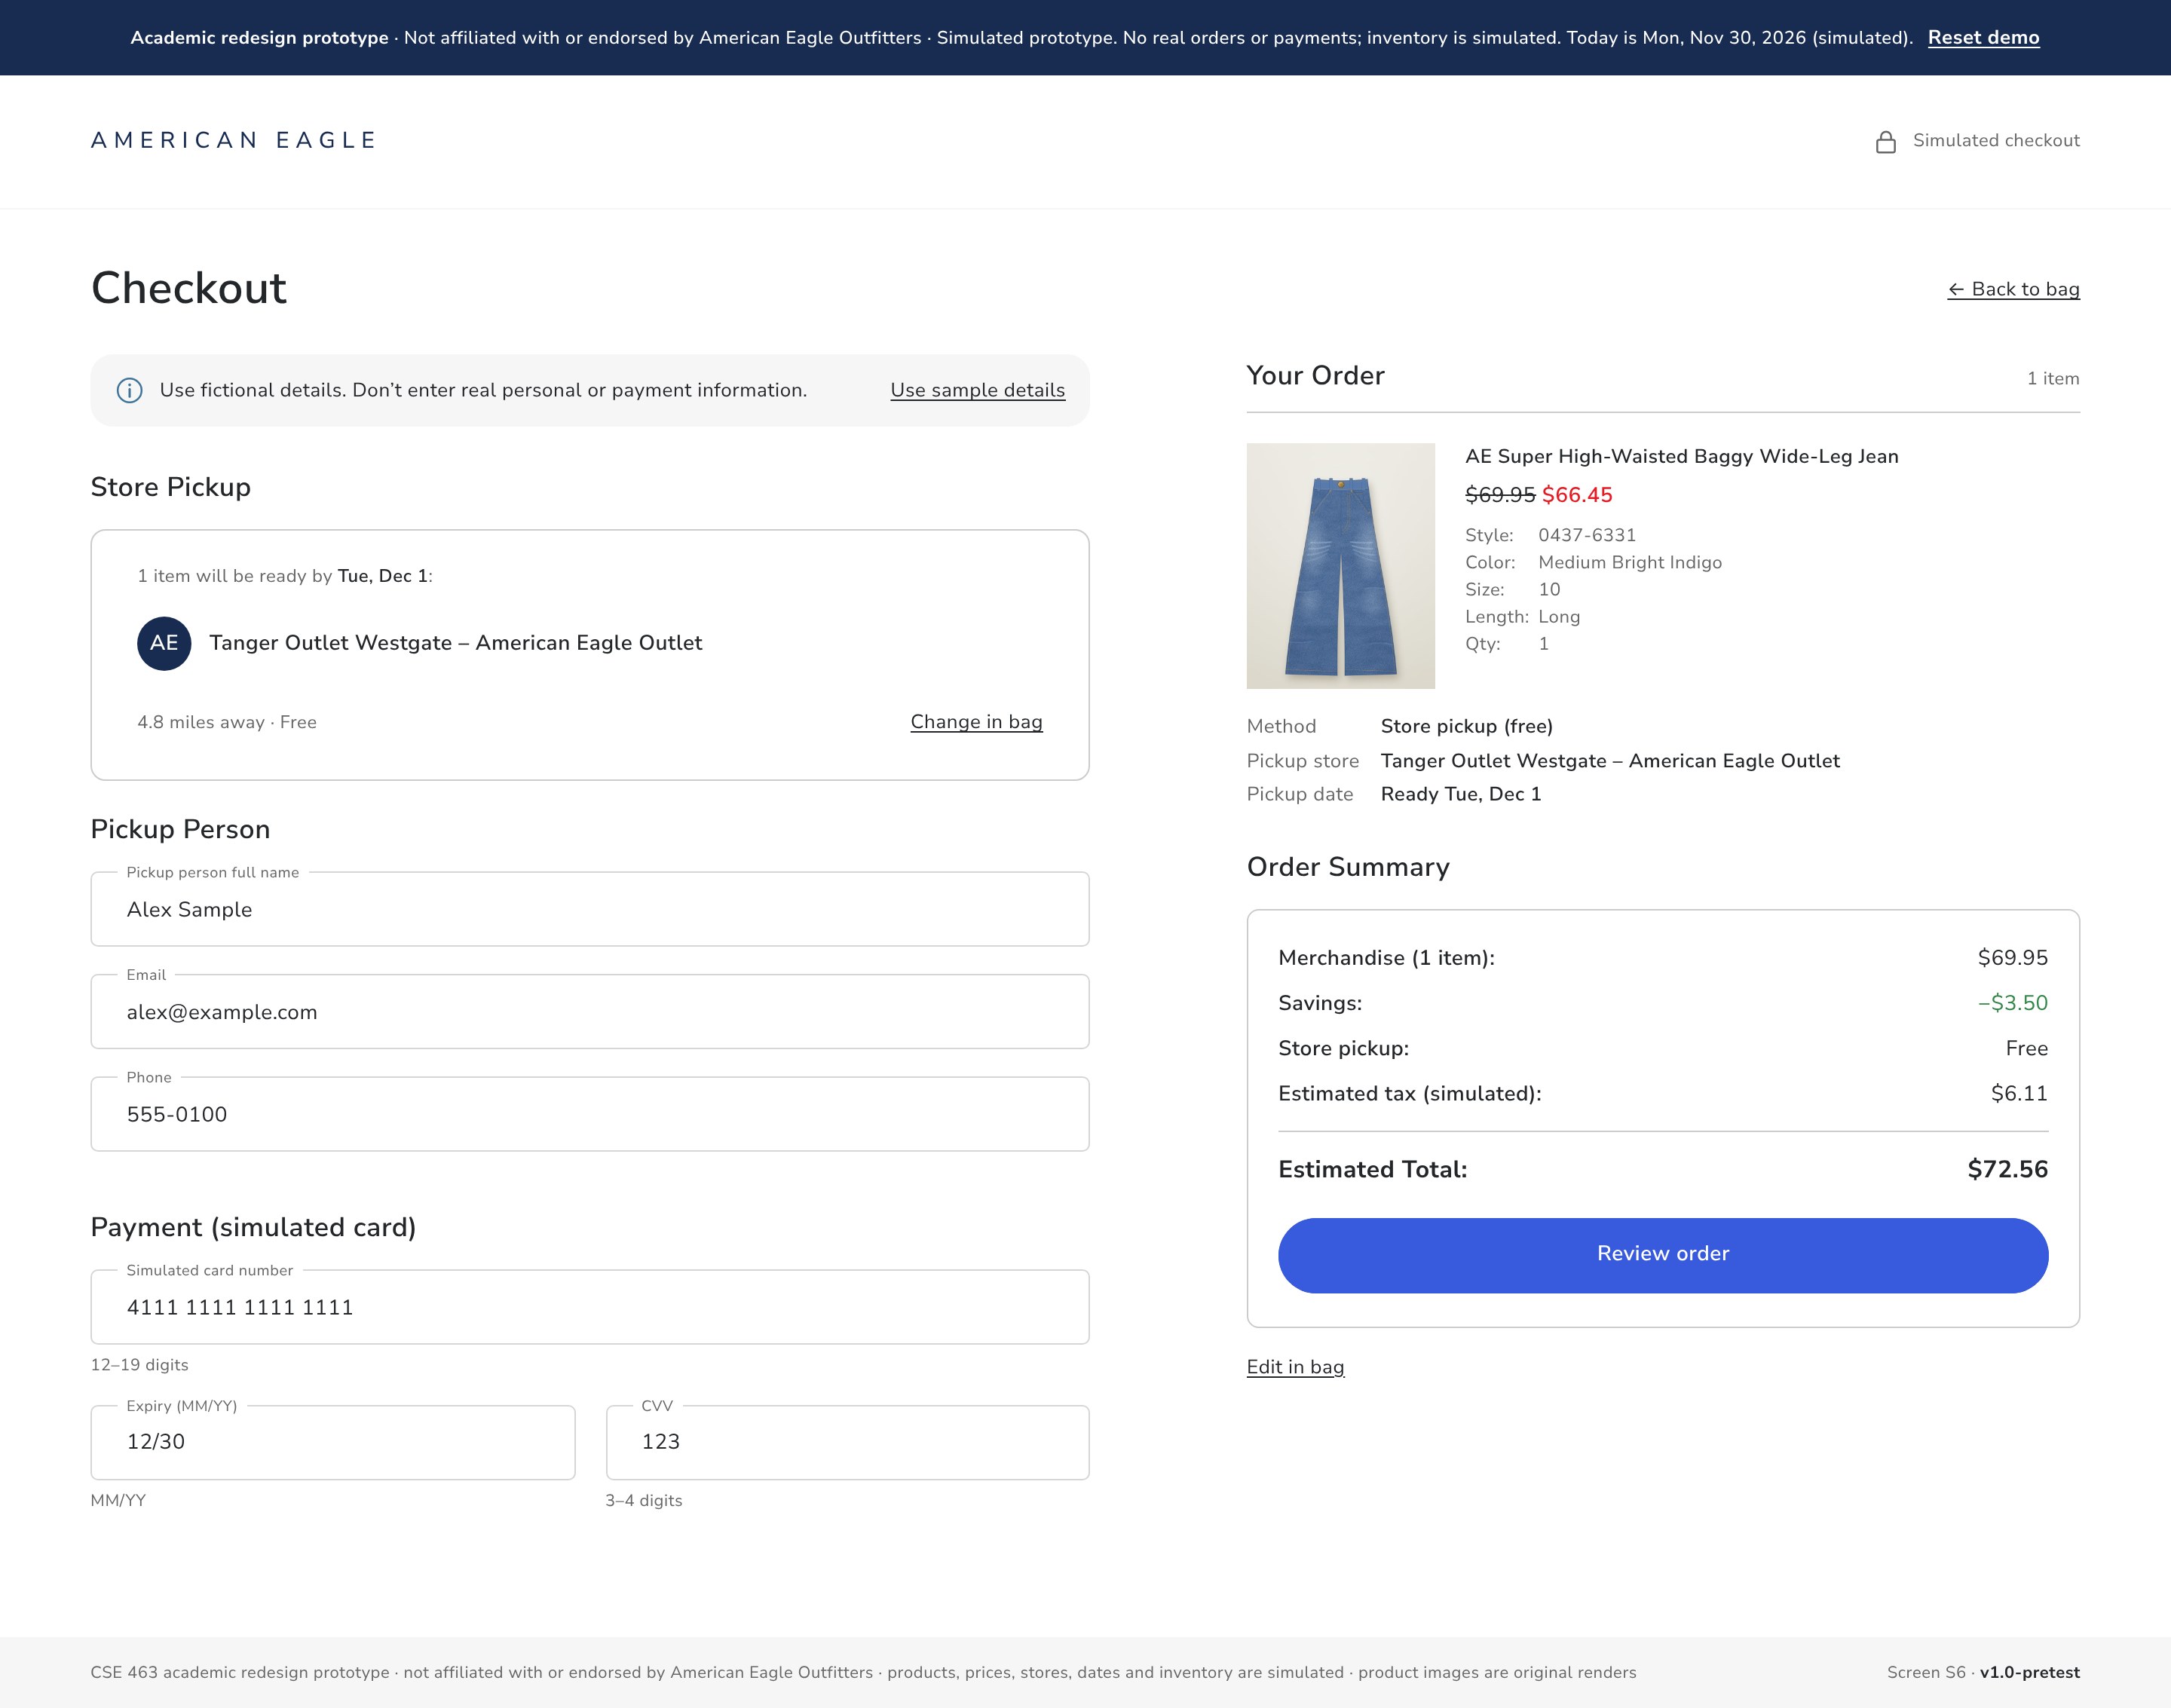 Academic redesign prototype · Not affiliated with or endorsed by American Eagle Outfitters · Simulated prototype. No real orders or payments; inventory is simulated. Today is Mon, Nov 30, 2026 (simulated). Reset demo
AMERICAN EAGLE
Simulated checkout
Checkout
← Back to bag
Use fictional details. Don’t enter real personal or payment information. Use sample details
Store Pickup
1 item will be ready by Tue, Dec 1:
AE Tanger Outlet Westgate – American Eagle Outlet
4.8 miles away · Free Change in bag
Pickup Person
Pickup person full name
Alex Sample
Email
alex@example.com
Phone
555-0100
Payment (simulated card)
Simulated card number
4111 1111 1111 1111
12–19 digits
Expiry (MM/YY)
12/30
MM/YY
CVV
123
3–4 digits
Your Order 1 item
AE Super High-Waisted Baggy Wide-Leg Jean
$69.95 $66.45
Style: 0437-6331
Color: Medium Bright Indigo
Size: 10
Length: Long
Qty: 1
Method Store pickup (free)
Pickup store Tanger Outlet Westgate – American Eagle Outlet
Pickup date Ready Tue, Dec 1
Order Summary
Merchandise (1 item): $69.95
Savings: −$3.50
Store pickup: Free
Estimated tax (simulated): $6.11
Estimated Total: $72.56
Review order
Edit in bag
CSE 463 academic redesign prototype · not affiliated with or endorsed by American Eagle Outfitters · products, prices, stores, dates and inventory are simulated · product images are original renders
Screen S6 · v1.0-pretest